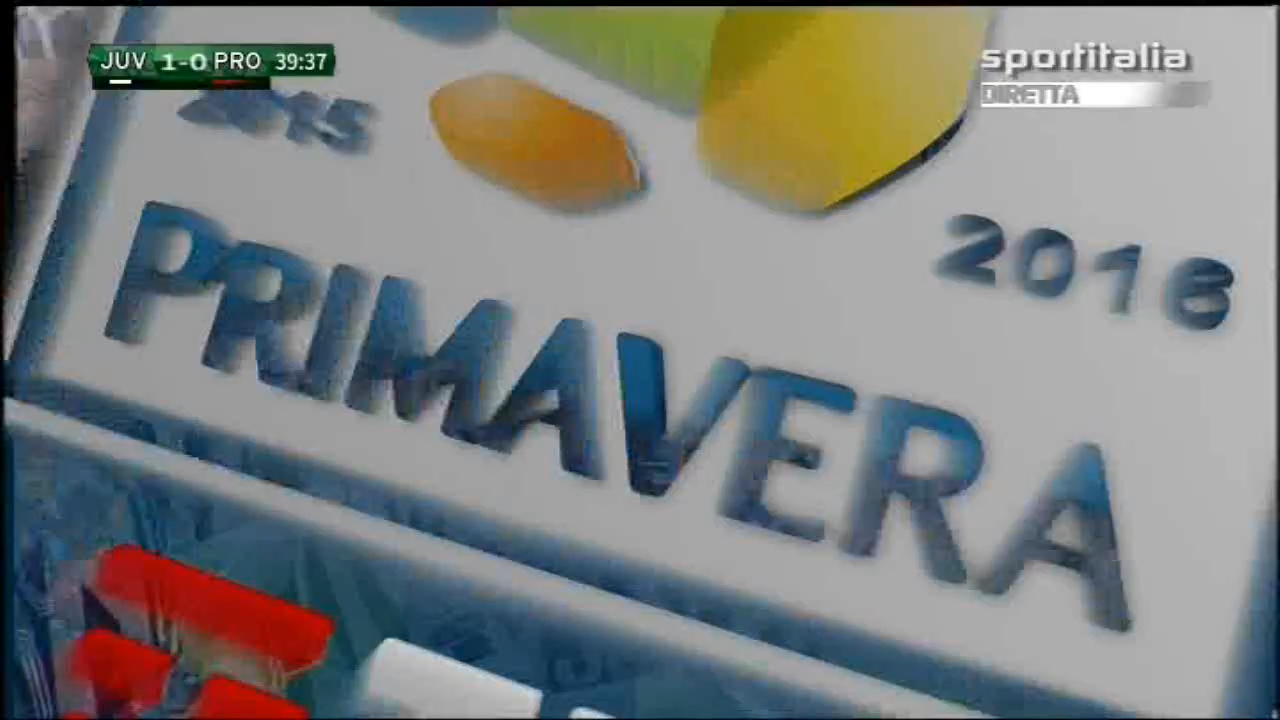 JUV 1-0 PRO 39:37
sportitalia
DIRETTA
2015
2016
PRIMAVERA